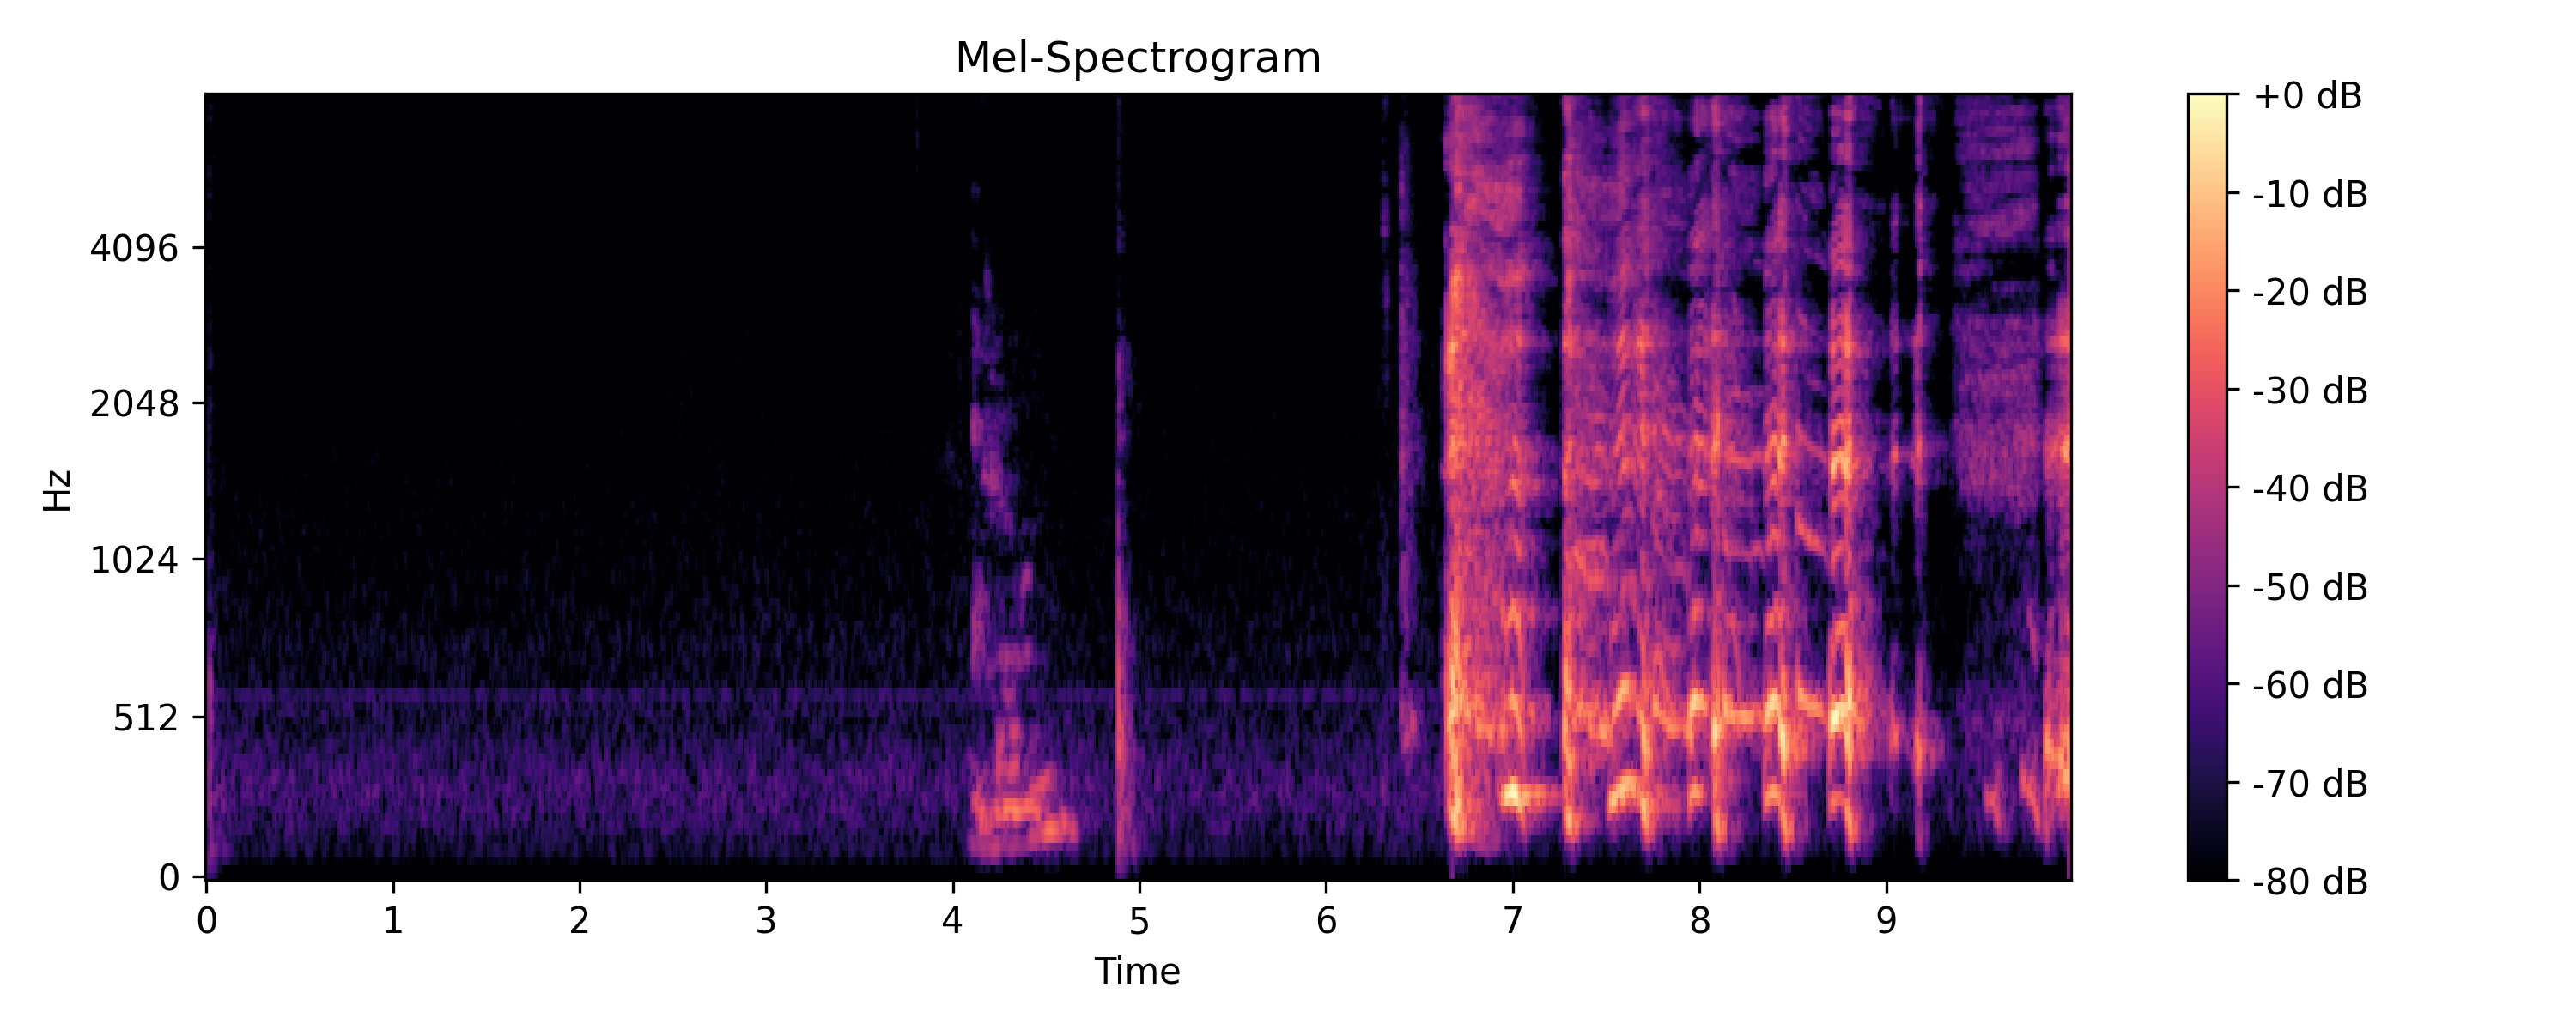 Mel-Spectrogram
+0 dB
-10 dB
-20 dB
-30 dB
-40 dB
-50 dB
-60 dB
-70 dB
-80 dB
Hz
4096
2048
1024
512
0
0 1 2 3 4 5 6 7 8 9
Time